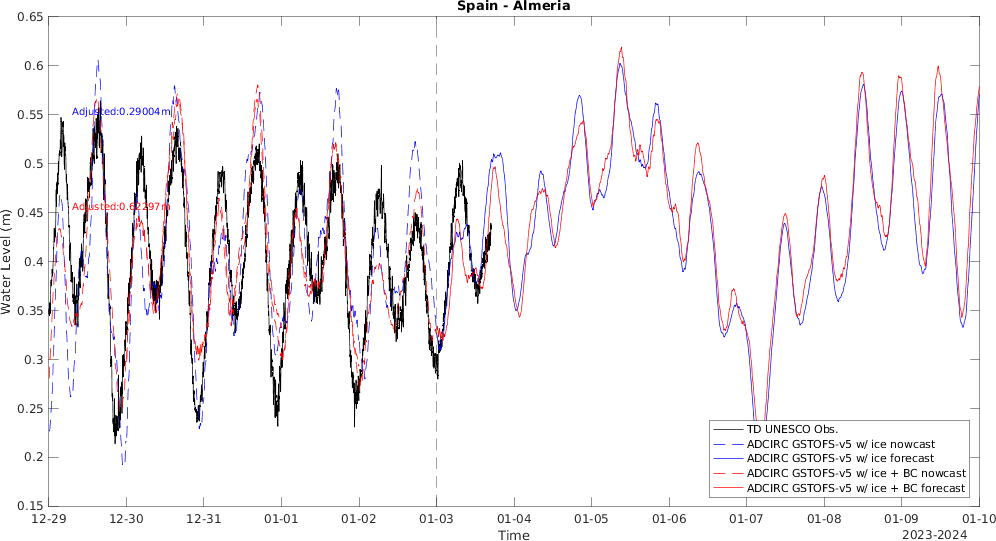 Spain - Almeria
0.65
0.6
0.55
0.5
0.45
0.4
0.35
0.3
0.25
0.2
0.15
Water Level (m)
Adjusted:0.29004m
Adjusted:0.62297m
TD UNESCO Obs.
ADCIRC GSTOFS-v5 w/ ice nowcast
ADCIRC GSTOFS-v5 w/ ice forecast
ADCIRC GSTOFS-v5 w/ ice + BC nowcast
ADCIRC GSTOFS-v5 w/ ice + BC forecast
12-29 12-30 12-31 01-01 01-02 01-03 01-04 01-05 01-06 01-07 01-08 01-09 01-10
Time
2023-2024